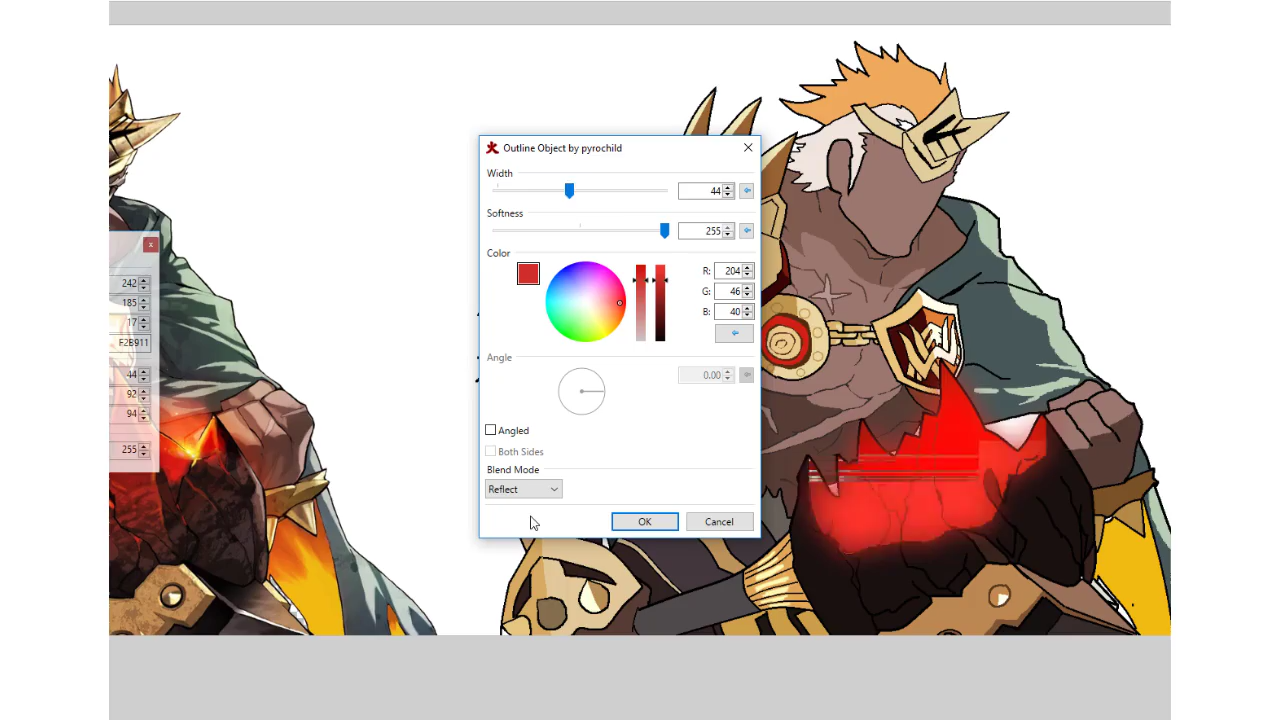 Outline Object by pyrochild
Width
44
Softness
255
Color
R: 204
G: 46
B: 40
Angle
0.00
Angled
Both Sides
Blend Mode
Reflect
OK
Cancel
242
185
17
F2B911
44
92
94
255